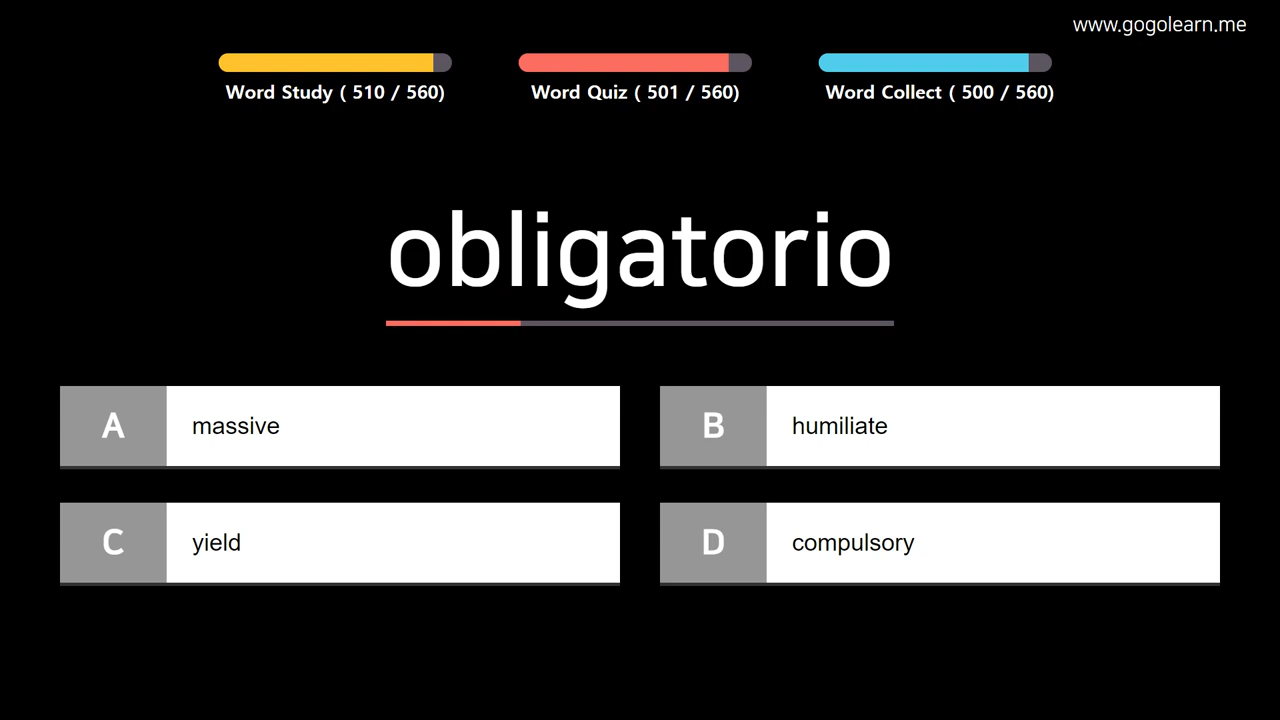 www.gogolearn.me
Word Study ( 510 / 560)
Word Quiz ( 501 / 560)
Word Collect ( 500 / 560)
obligatorio
A massive
B humiliate
C yield
D compulsory